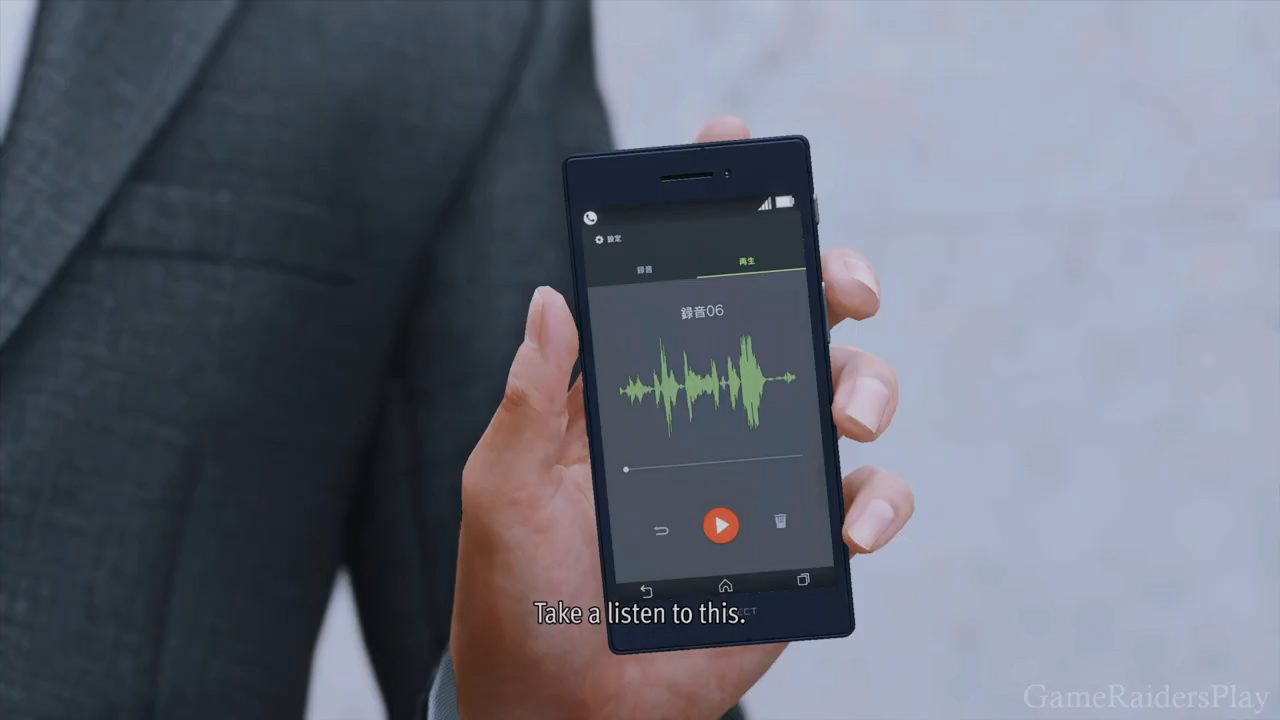 設定
録音
再生
録音06
Take a listen to this.
GameRaidersPlay